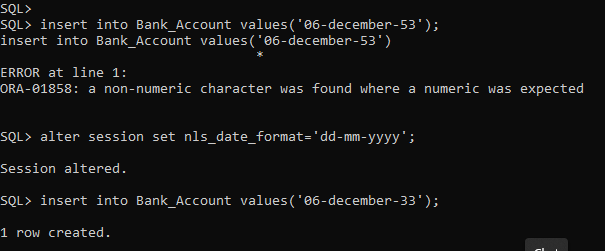 SQL>
SQL> insert into Bank_Account values('06-december-53');
insert into Bank_Account values('06-december-53')
*
ERROR at line 1:
ORA-01858: a non-numeric character was found where a numeric was expected
SQL> alter session set nls_date_format='dd-mm-yyyy';
Session altered.
SQL> insert into Bank_Account values('06-december-33');
1 row created.